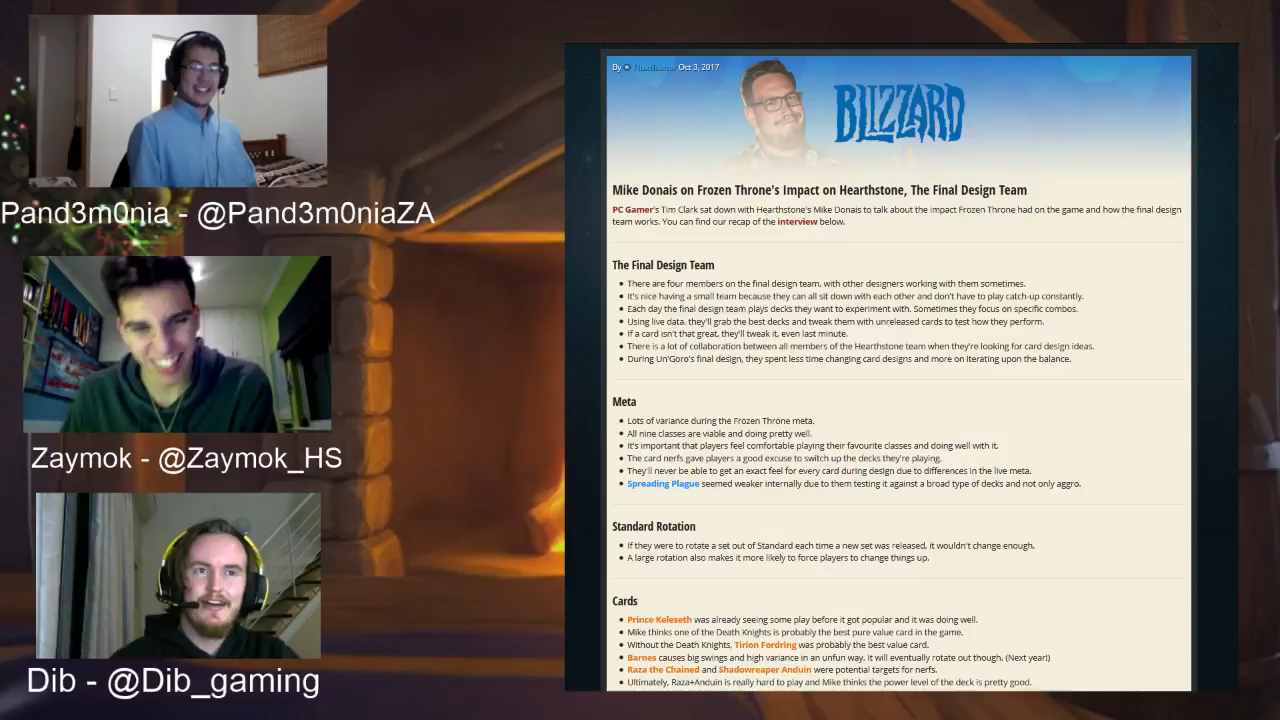 Pand3m0nia - @Pand3m0niaZA
Zaymok - @Zaymok_HS
Dib - @Dib_gaming
By Oct 3, 2017
BLIZZARD
Mike Donais on Frozen Throne's Impact on Hearthstone, The Final Design Team
PC Gamer's Tim Clark sat down with Hearthstone's Mike Donais to talk about the impact Frozen Throne had on the game and how the final design
team works. You can find our recap of the interview below.
The Final Design Team
There are four members on the final design team, with other designers working with them sometimes.
It's nice having a small team because they can all sit down with each other and don't have to play catch-up constantly.
Each day the final design team plays decks they want to experiment with. Sometimes they focus on specific combos.
Using live data, they'll grab the best decks and tweak them with unreleased cards to test how they perform.
If a card isn't that great, they'll tweak it, even last minute.
There is a lot of collaboration between all members of the Hearthstone team when they're looking for card design ideas.
During Un'Goro's final design, they spent less time changing card designs and more on iterating upon the balance.
Meta
Lots of variance during the Frozen Throne meta.
All nine classes are viable and doing pretty well.
It's important that players feel comfortable playing their favourite classes and doing well with it.
The card nerfs gave players a good excuse to switch up the decks they're playing.
They'll never be able to get an exact feel for every card during design due to differences in the live meta.
Spreading Plague seemed weaker internally due to them testing it against a broad type of decks and not only aggro.
Standard Rotation
If they were to rotate a set out of Standard each time a new set was released, it wouldn't change enough.
A large rotation also makes it more likely to force players to change things up.
Cards
Prince Keleseth was already seeing some play before it got popular and it was doing well.
Mike thinks one of the Death Knights is probably the best pure value card in the game.
Without the Death Knights, Tirion Fordring was probably the best value card.
Barnes causes big swings and high variance in an unfun way. It will eventually rotate out though. (Next year!)
Raza the Chained and Shadowreaper Anduin were potential targets for nerfs.
Ultimately, Raza+Anduin is really hard to play and Mike thinks the power level of the deck is pretty good.